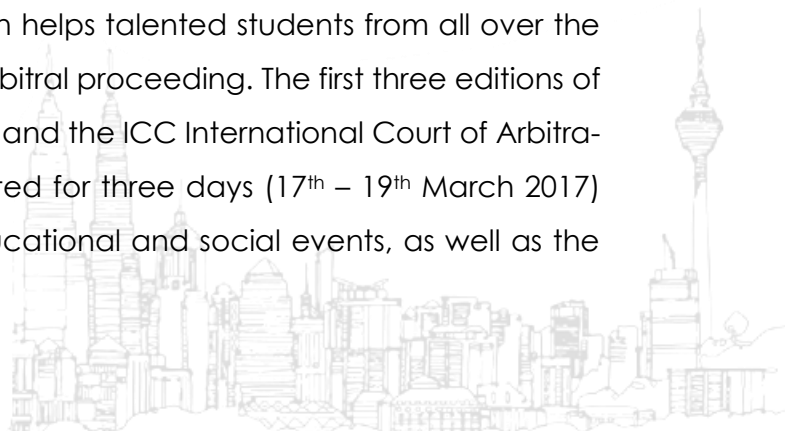 n helps talented students from all over the
bitral proceeding. The first three editions of
and the ICC International Court of Arbitra-
ted for three days (17th – 19th March 2017)
ucational and social events, as well as the